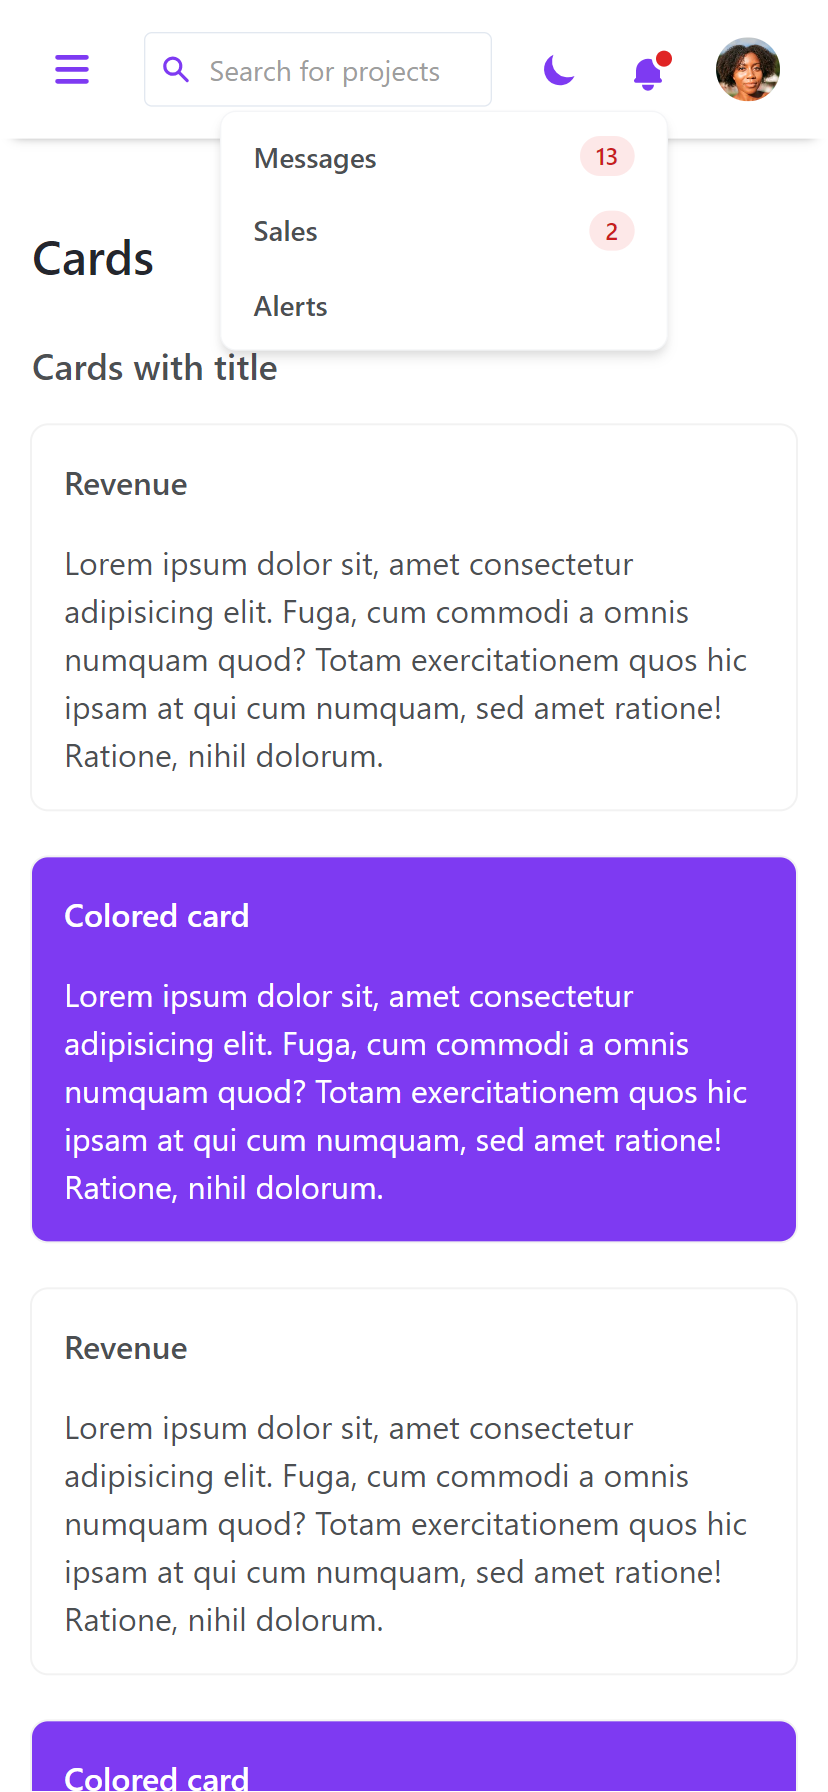 Search for projects
Messages 13
Sales 2
Alerts
Cards
Cards with title
Revenue
Lorem ipsum dolor sit, amet consectetur
adipisicing elit. Fuga, cum commodi a omnis
numquam quod? Totam exercitationem quos hic
ipsam at qui cum numquam, sed amet ratione!
Ratione, nihil dolorum.
Colored card
Lorem ipsum dolor sit, amet consectetur
adipisicing elit. Fuga, cum commodi a omnis
numquam quod? Totam exercitationem quos hic
ipsam at qui cum numquam, sed amet ratione!
Ratione, nihil dolorum.
Revenue
Lorem ipsum dolor sit, amet consectetur
adipisicing elit. Fuga, cum commodi a omnis
numquam quod? Totam exercitationem quos hic
ipsam at qui cum numquam, sed amet ratione!
Ratione, nihil dolorum.
Colored card